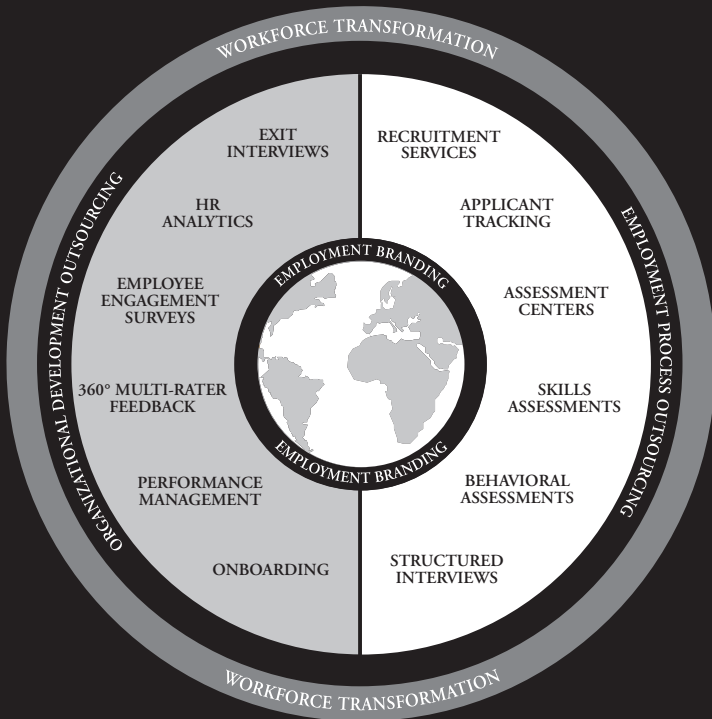 WORKFORCE TRANSFORMATION
ORGANIZATIONAL DEVELOPMENT OUTSOURCING
EXIT
INTERVIEWS
HR
ANALYTICS
EMPLOYEE
ENGAGEMENT
SURVEYS
360° MULTI-RATER
FEEDBACK
PERFORMANCE
MANAGEMENT
ONBOARDING
EMPLOYMENT BRANDING
EMPLOYMENT BRANDING
RECRUITMENT
SERVICES
APPLICANT
TRACKING
ASSESSMENT
CENTERS
SKILLS
ASSESSMENTS
BEHAVIORAL
ASSESSMENTS
STRUCTURED
INTERVIEWS
EMPLOYMENT PROCESS OUTSOURCING
WORKFORCE TRANSFORMATION